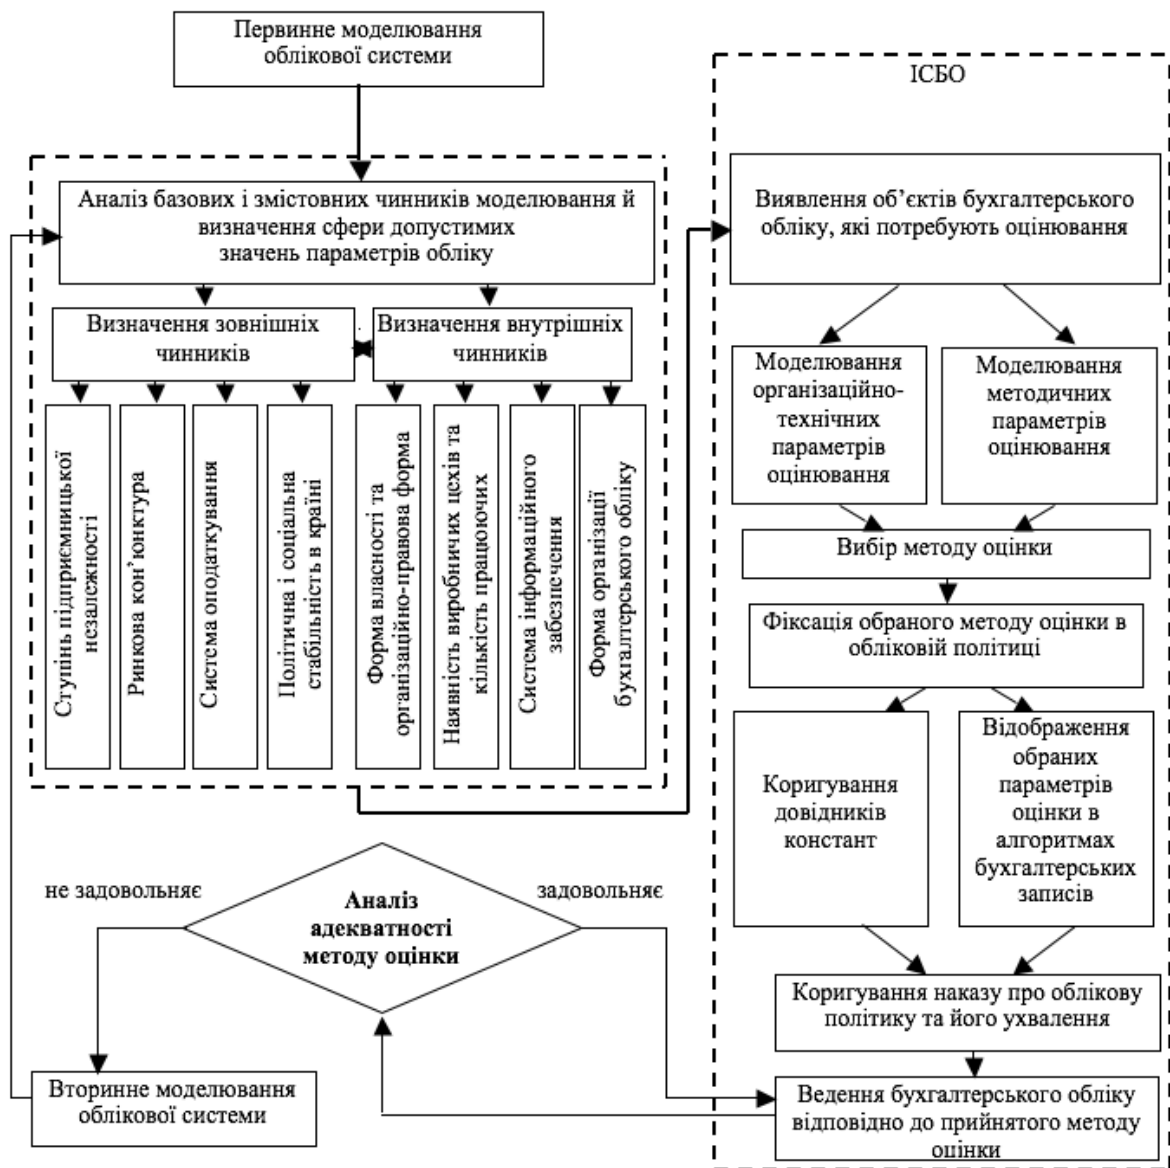 Первинне моделювання
облікової системи
Аналіз базових і змістовних чинників моделювання й
визначення сфери допустимих
значень параметрів обліку
Визначення зовнішніх
чинників
Визначення внутрішніх
чинників
Ступінь підприємницької
незалежності
Ринкова кон’юнктура
Система оподаткування
Політична і соціальна
стабільність в країні
Форма власності та
організаційно-правова форма
Наявність виробничих цехів та
кількість працюючих
Система інформаційного
забезпечення
Форма організації
бухгалтерського обліку
ІСБО
Виявлення об’єктів бухгалтерського
обліку, які потребують оцінювання
Моделювання
організаційно-
технічних
параметрів
оцінювання
Моделювання
методичних
параметрів
оцінювання
Вибір методу оцінки
Фіксація обраного методу оцінки в
обліковій політиці
Коригування
довідників
констант
Відображення
обраних
параметрів
оцінки в
алгоритмах
бухгалтерських
записів
Коригування наказу про облікову
політику та його ухвалення
Ведення бухгалтерського обліку
відповідно до прийнятого методу
оцінки
не задовольняє
задовольняє
Аналіз
адекватності
методу оцінки
Вторинне моделювання
облікової системи